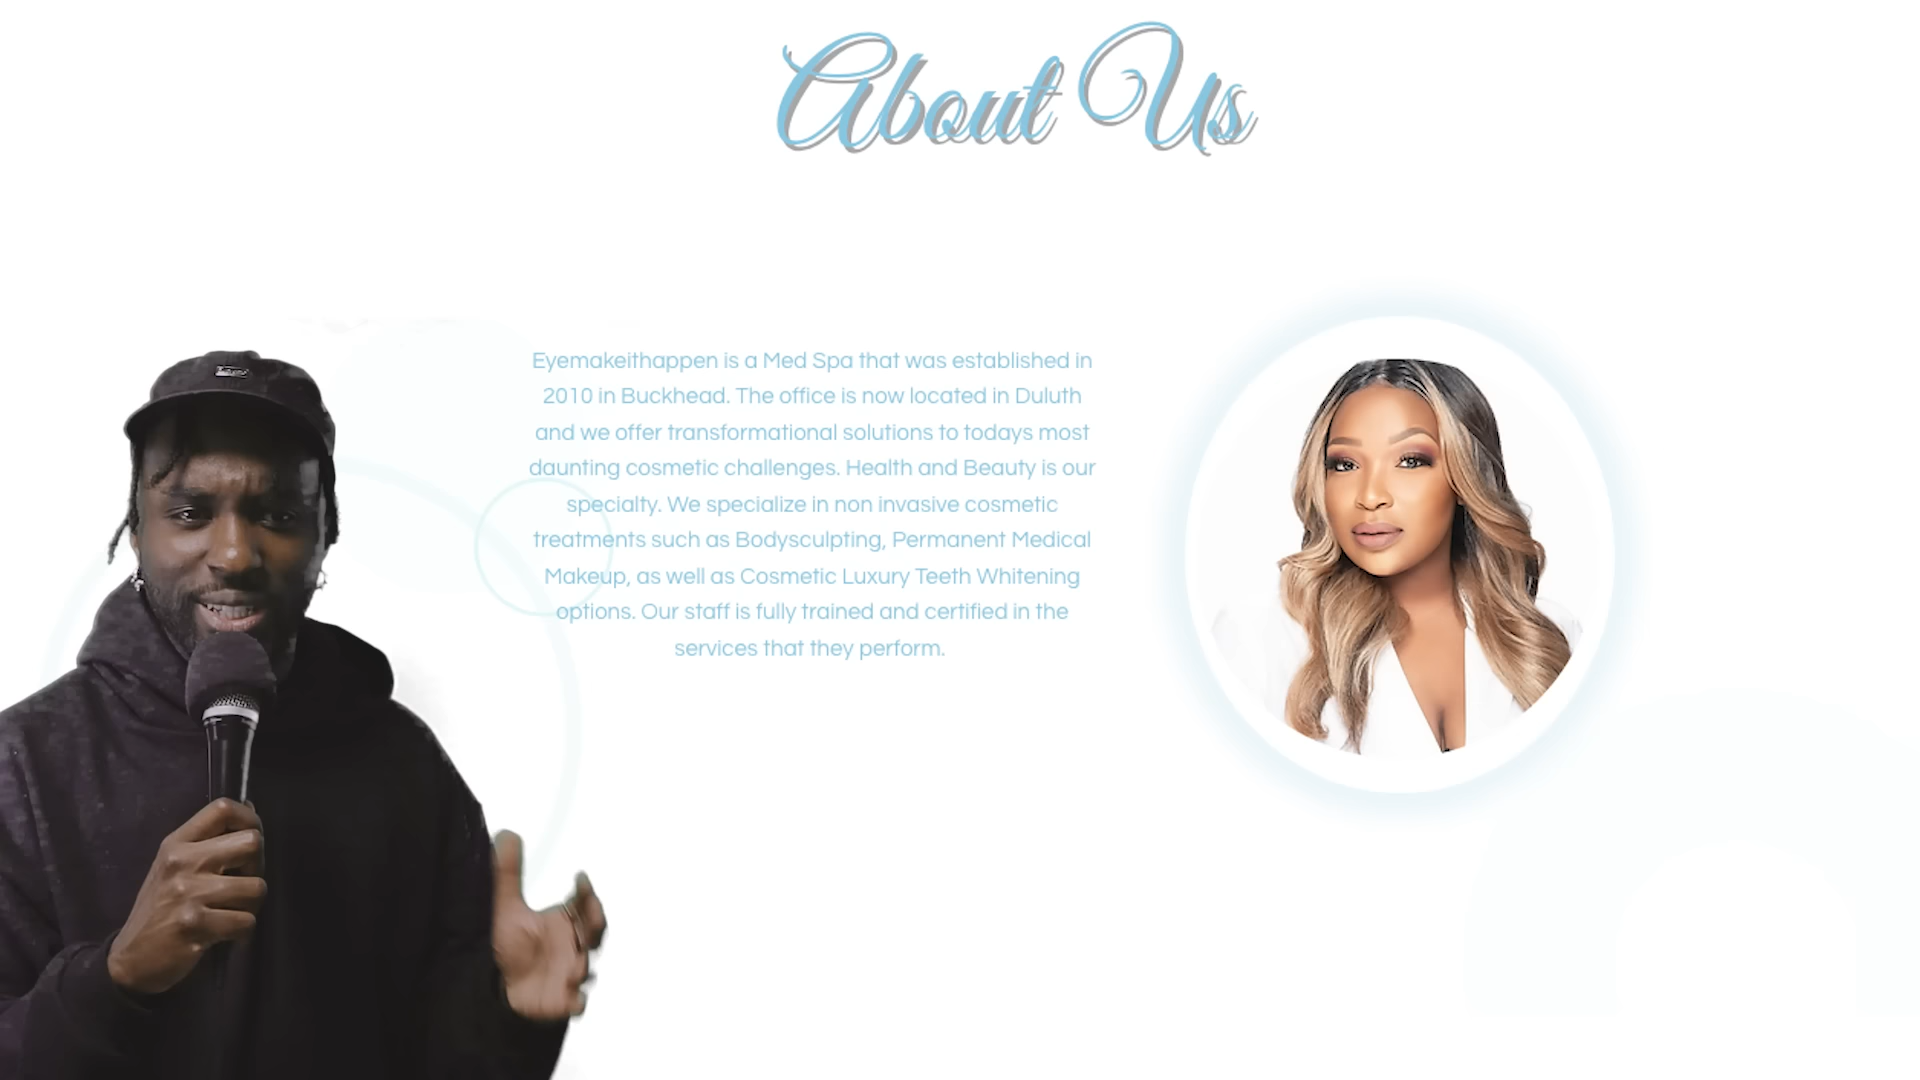 About Us
Eyemakeithappen is a Med Spa that was established in
2010 in Buckhead. The office is now located in Duluth
and we offer transformational solutions to todays most
daunting cosmetic challenges. Health and Beauty is our
specialty. We specialize in non invasive cosmetic
treatments such as Bodysculpting, Permanent Medical
Makeup, as well as Cosmetic Luxury Teeth Whitening
options. Our staff is fully trained and certified in the
services that they perform.